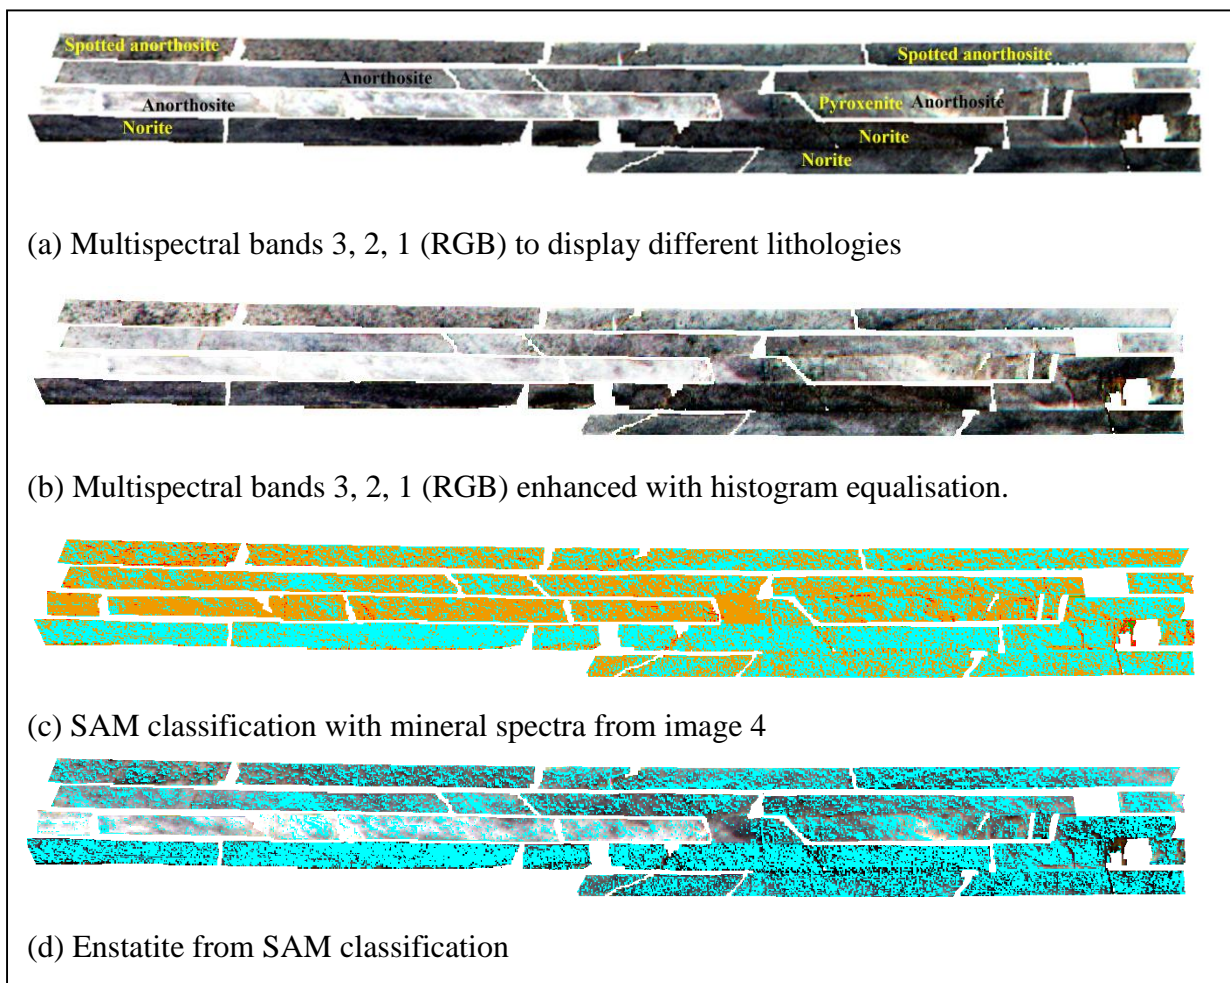 Spotted anorthosite Spotted anorthosite
Anorthosite
Anorthosite Pyroxenite Anorthosite
Norite Norite
Norite
(a) Multispectral bands 3, 2, 1 (RGB) to display different lithologies
(b) Multispectral bands 3, 2, 1 (RGB) enhanced with histogram equalisation.
(c) SAM classification with mineral spectra from image 4
(d) Enstatite from SAM classification